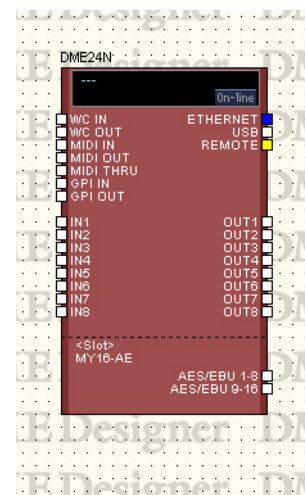 DME24N
---
On-line
WC IN ETHERNET
WC OUT USB
MIDI IN REMOTE
MIDI OUT
MIDI THRU
GPI IN
GPI OUT
IN1 OUT1
IN2 OUT2
IN3 OUT3
IN4 OUT4
IN5 OUT5
IN6 OUT6
IN7 OUT7
IN8 OUT8
<Slot>
MY16-AE
AES/EBU 1-8
AES/EBU 9-16
E Designer D
E Designer D